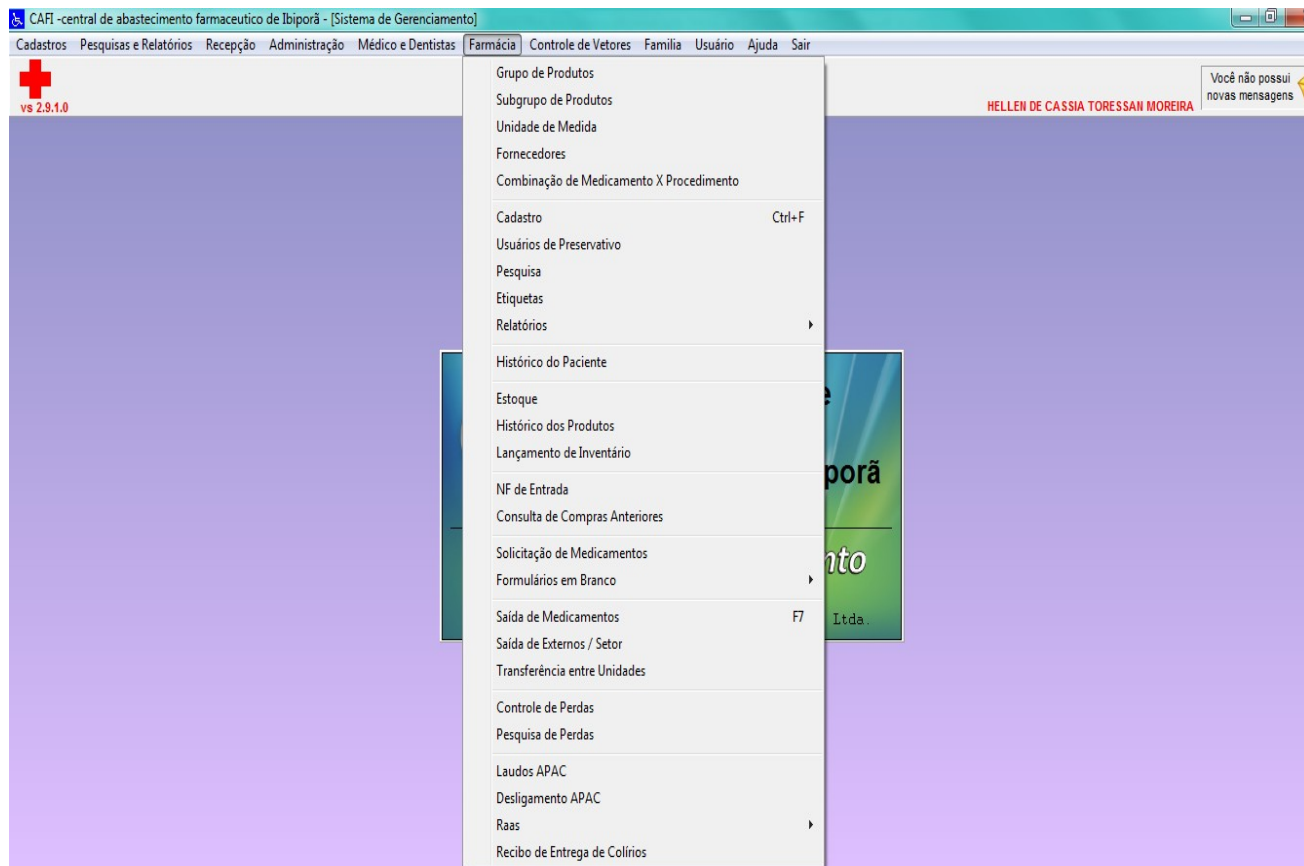 CAFI -central de abastecimento farmaceutico de Ibiporã - [Sistema de Gerenciamento]
Cadastros Pesquisas e Relatórios Recepção Administração Médico e Dentistas Farmácia Controle de Vetores Familia Usuário Ajuda Sair
vs 2.9.1.0
HELLEN DE CASSIA TORESSAN MOREIRA
Você não possui
novas mensagens
Grupo de Produtos
Subgrupo de Produtos
Unidade de Medida
Fornecedores
Combinação de Medicamento X Procedimento
Cadastro Ctrl+F
Usuários de Preservativo
Pesquisa
Etiquetas
Relatórios
Histórico do Paciente
Estoque
Histórico dos Produtos
Lançamento de Inventário
NF de Entrada
Consulta de Compras Anteriores
Solicitação de Medicamentos
Formulários em Branco
Saída de Medicamentos F7
Saída de Externos / Setor
Transferência entre Unidades
Controle de Perdas
Pesquisa de Perdas
Laudos APAC
Desligamento APAC
Raas
Recibo de Entrega de Colírios
porã
nto
Ltda.